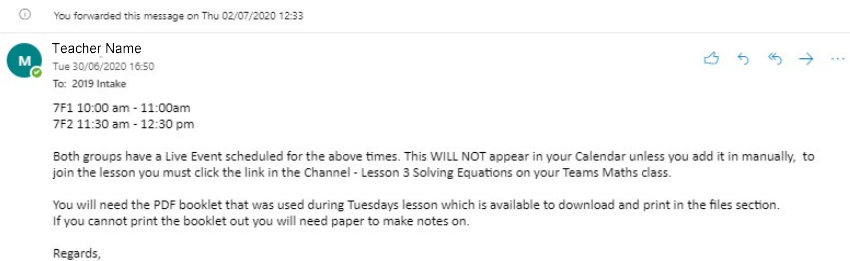 You forwarded this message on Thu 02/07/2020 12:33
M
Teacher Name
Tue 30/06/2020 16:50
To: 2019 Intake
7F1 10:00 am - 11:00am
7F2 11:30 am - 12:30 pm
Both groups have a Live Event scheduled for the above times. This WILL NOT appear in your Calendar unless you add it in manually, to
join the lesson you must click the link in the Channel - Lesson 3 Solving Equations on your Teams Maths class.
You will need the PDF booklet that was used during Tuesdays lesson which is available to download and print in the files section.
If you cannot print the booklet out you will need paper to make notes on.
Regards,